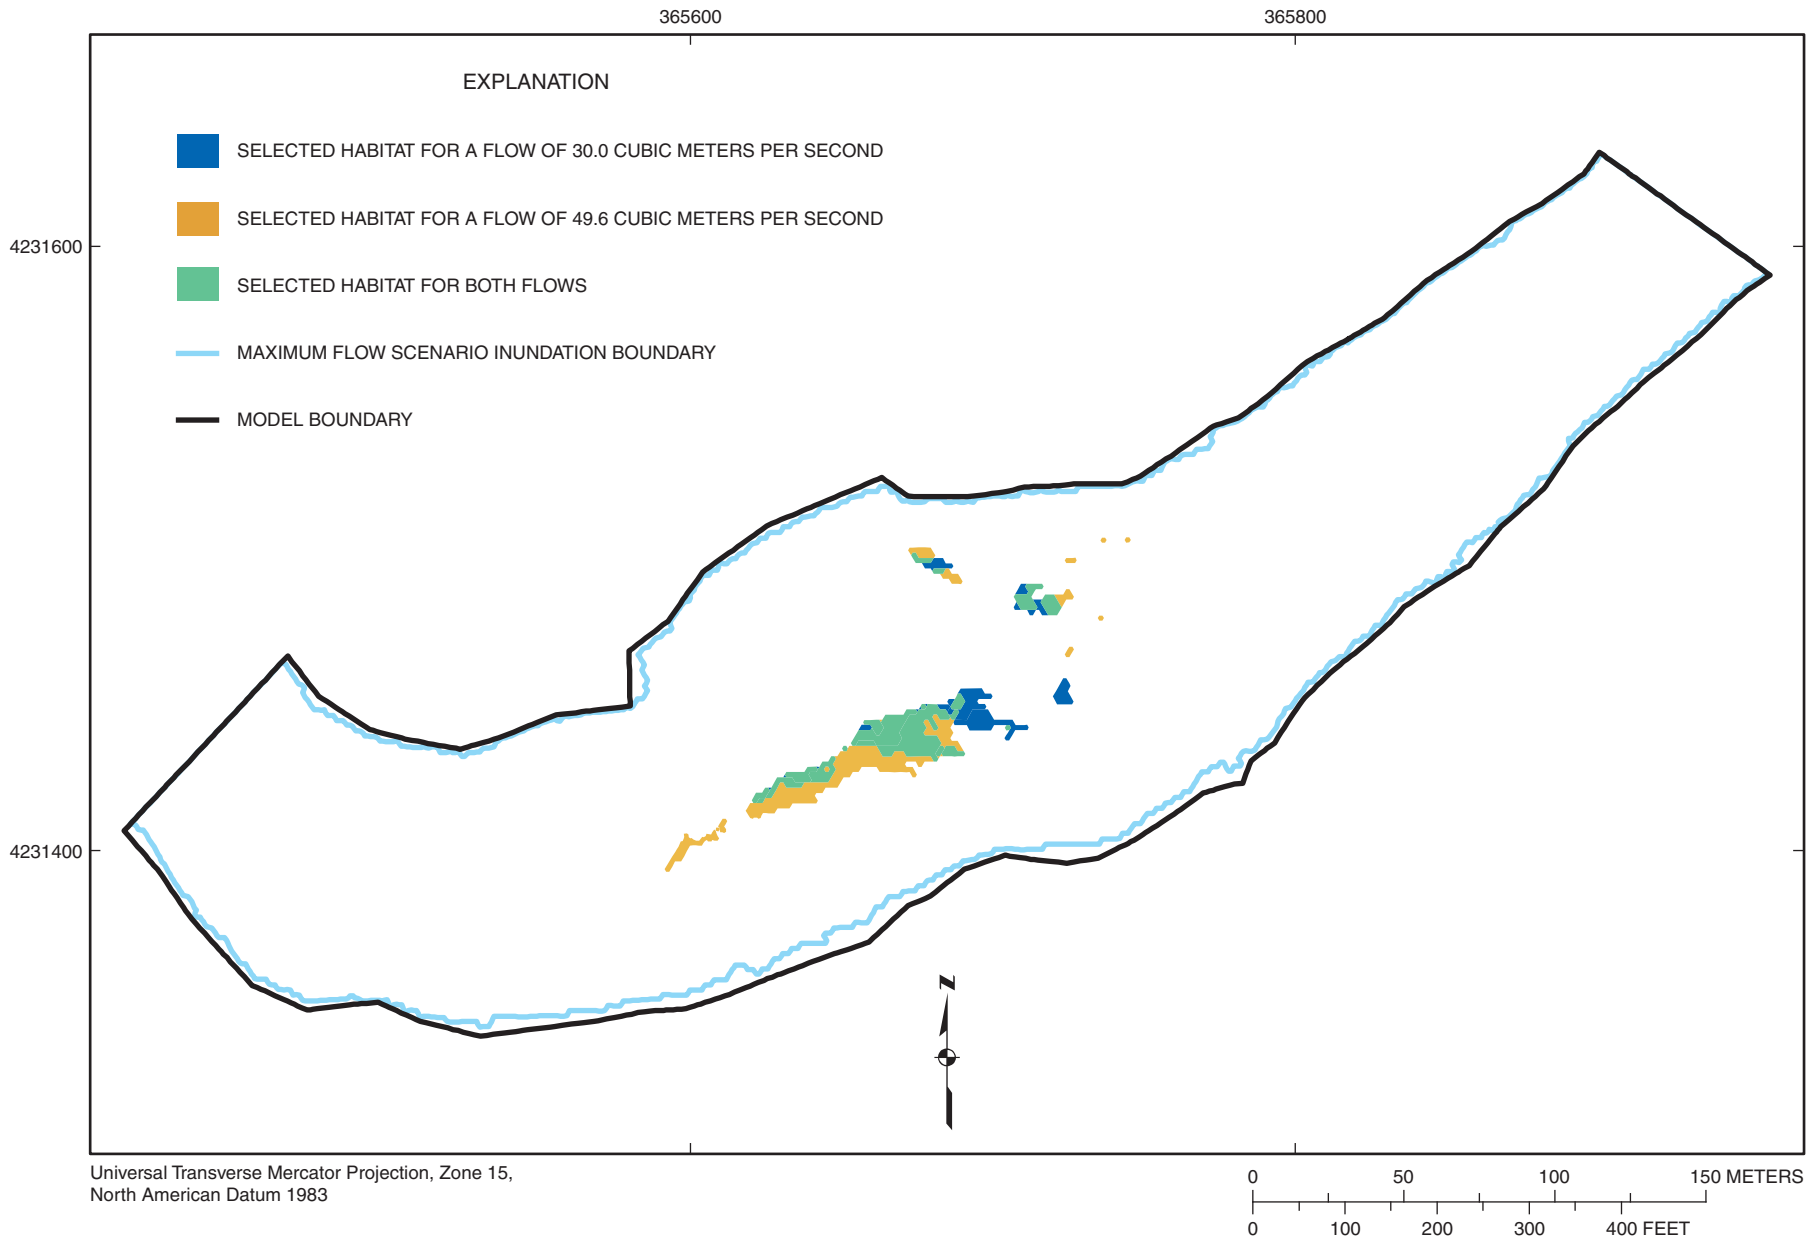 365600
365800
EXPLANATION
SELECTED HABITAT FOR A FLOW OF 30.0 CUBIC METERS PER SECOND
SELECTED HABITAT FOR A FLOW OF 49.6 CUBIC METERS PER SECOND
4231600
SELECTED HABITAT FOR BOTH FLOWS
MAXIMUM FLOW SCENARIO INUNDATION BOUNDARY
MODEL BOUNDARY
4231400
N
Universal Transverse Mercator Projection, Zone 15,
North American Datum 1983
0 50 100 150 METERS
0 100 200 300 400 FEET